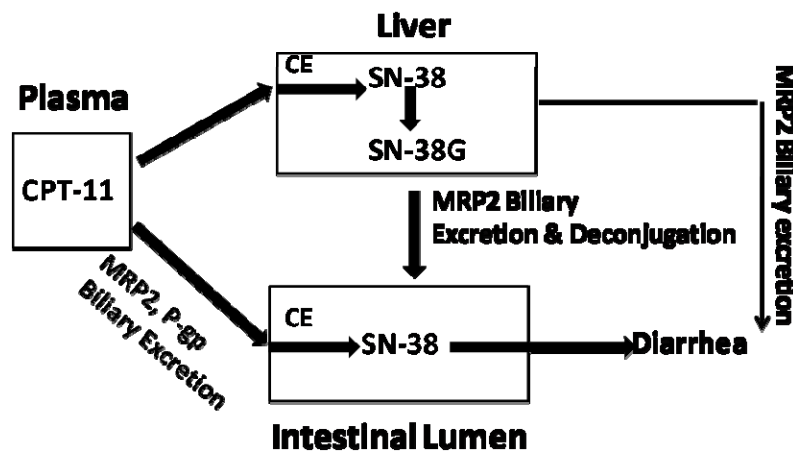 Liver
Plasma
CE
SN-38
SN-38G
CPT-11
MRP2 Biliary
Excretion & Deconjugation
MRP2 Biliary excretion
MRP2, P-gp
Biliary Excretion
CE
SN-38
Diarrhea
Intestinal Lumen